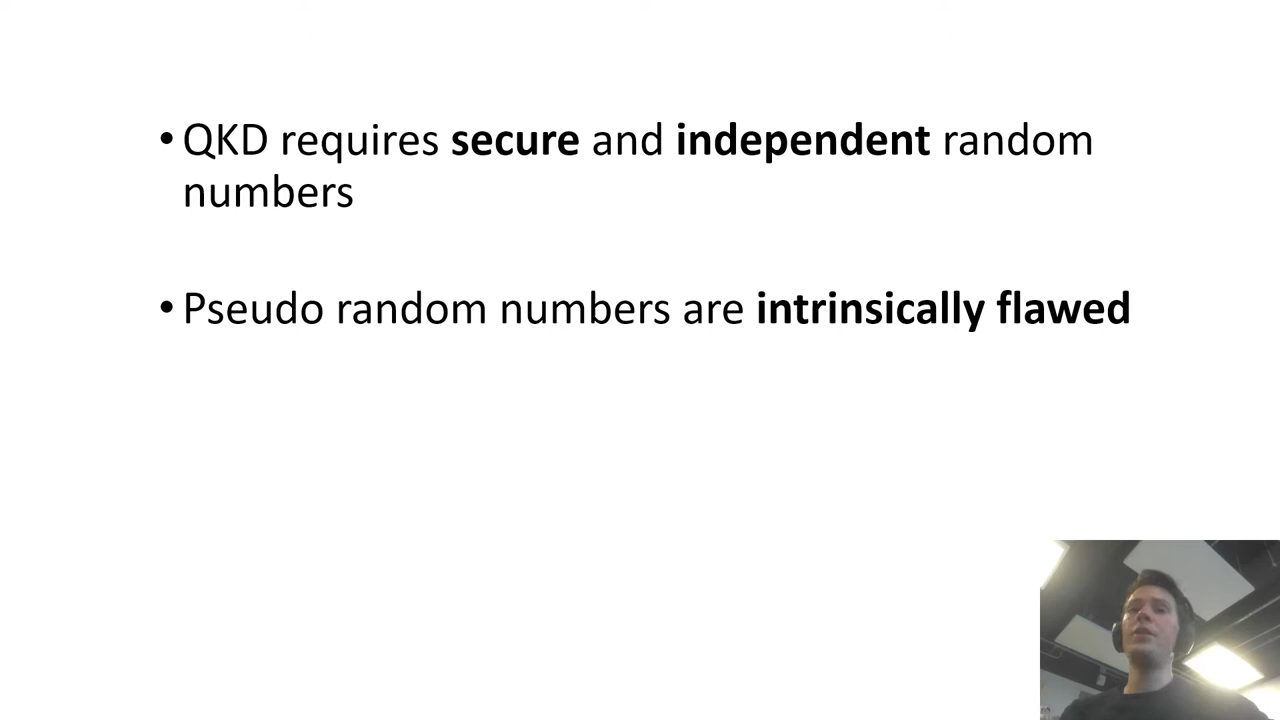 • QKD requires secure and independent random
numbers
• Pseudo random numbers are intrinsically flawed